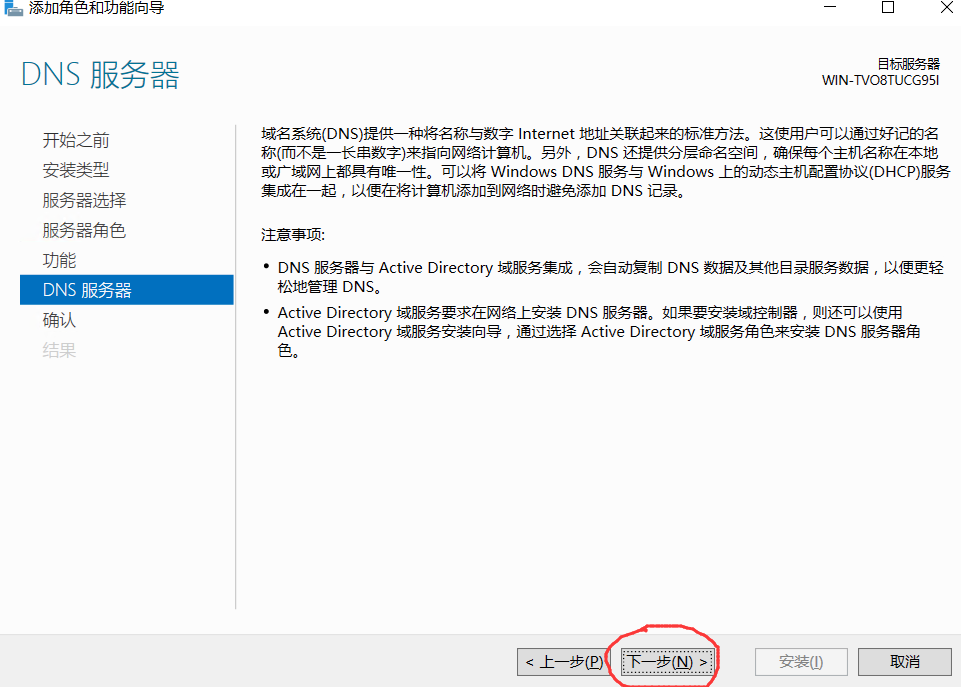 添加角色和功能向导
DNS 服务器
目标服务器
WIN-TVO8TUCG95I
开始之前
安装类型
服务器选择
服务器角色
功能
DNS 服务器
确认
结果
域名系统(DNS)提供一种将名称与数字 Internet 地址关联起来的标准方法。这使用户可以通过好记的名
称(而不是一长串数字)来指向网络计算机。另外，DNS 还提供分层命名空间，确保每个主机名称在本地
或广域网上都具有唯一性。可以将 Windows DNS 服务与 Windows 上的动态主机配置协议(DHCP)服务
集成在一起，以便在将计算机添加到网络时避免添加 DNS 记录。
注意事项:
• DNS 服务器与 Active Directory 域服务集成，会自动复制 DNS 数据及其他目录服务数据，以便更轻
松地管理 DNS。
• Active Directory 域服务要求在网络上安装 DNS 服务器。如果要安装域控制器，则还可以使用
Active Directory 域服务安装向导，通过选择 Active Directory 域服务角色来安装 DNS 服务器角
色。
< 上一步(P)
下一步(N) >
安装(I)
取消